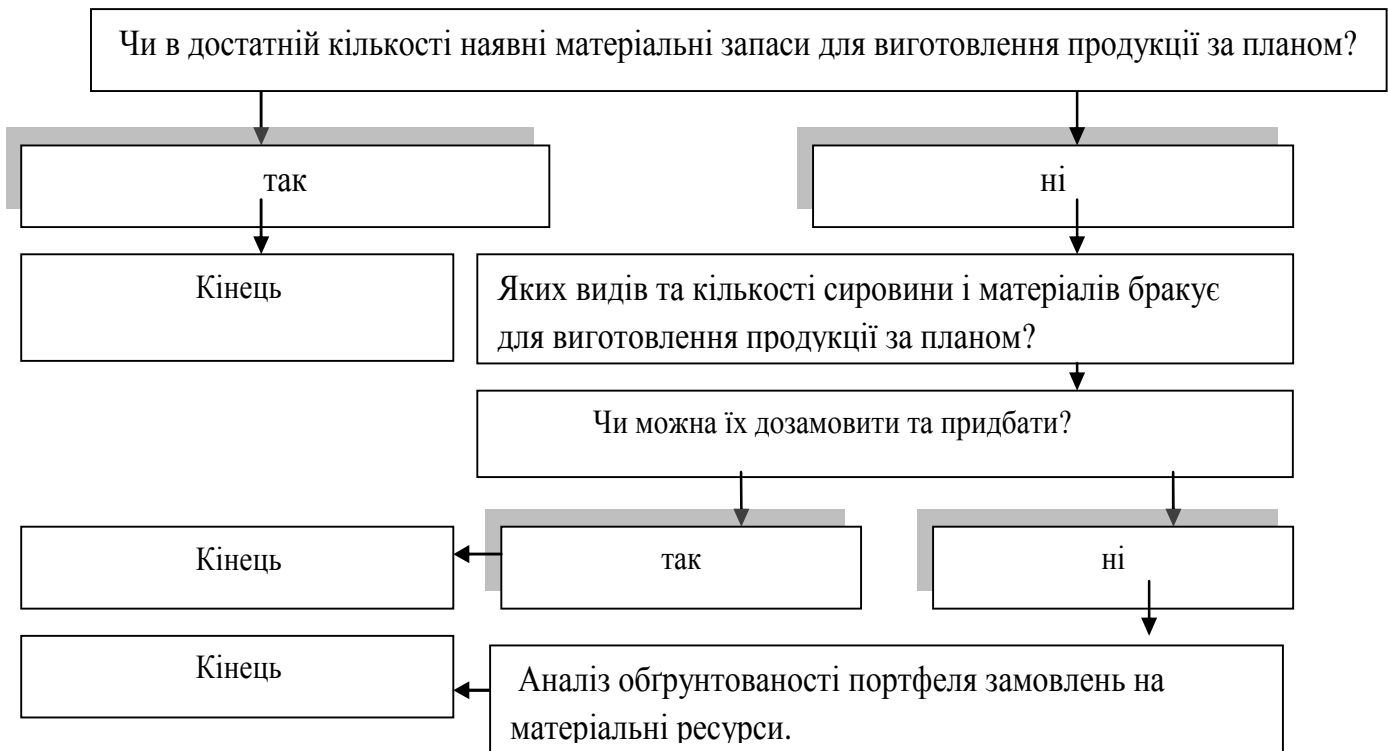 Чи в достатній кількості наявні матеріальні запаси для виготовлення продукції за планом?
так
ні
Кінець
Яких видів та кількості сировини і матеріалів бракує
для виготовлення продукції за планом?
Чи можна їх дозамовити та придбати?
Кінець
так
ні
Кінець
Аналіз обґрунтованості портфеля замовлень на
матеріальні ресурси.